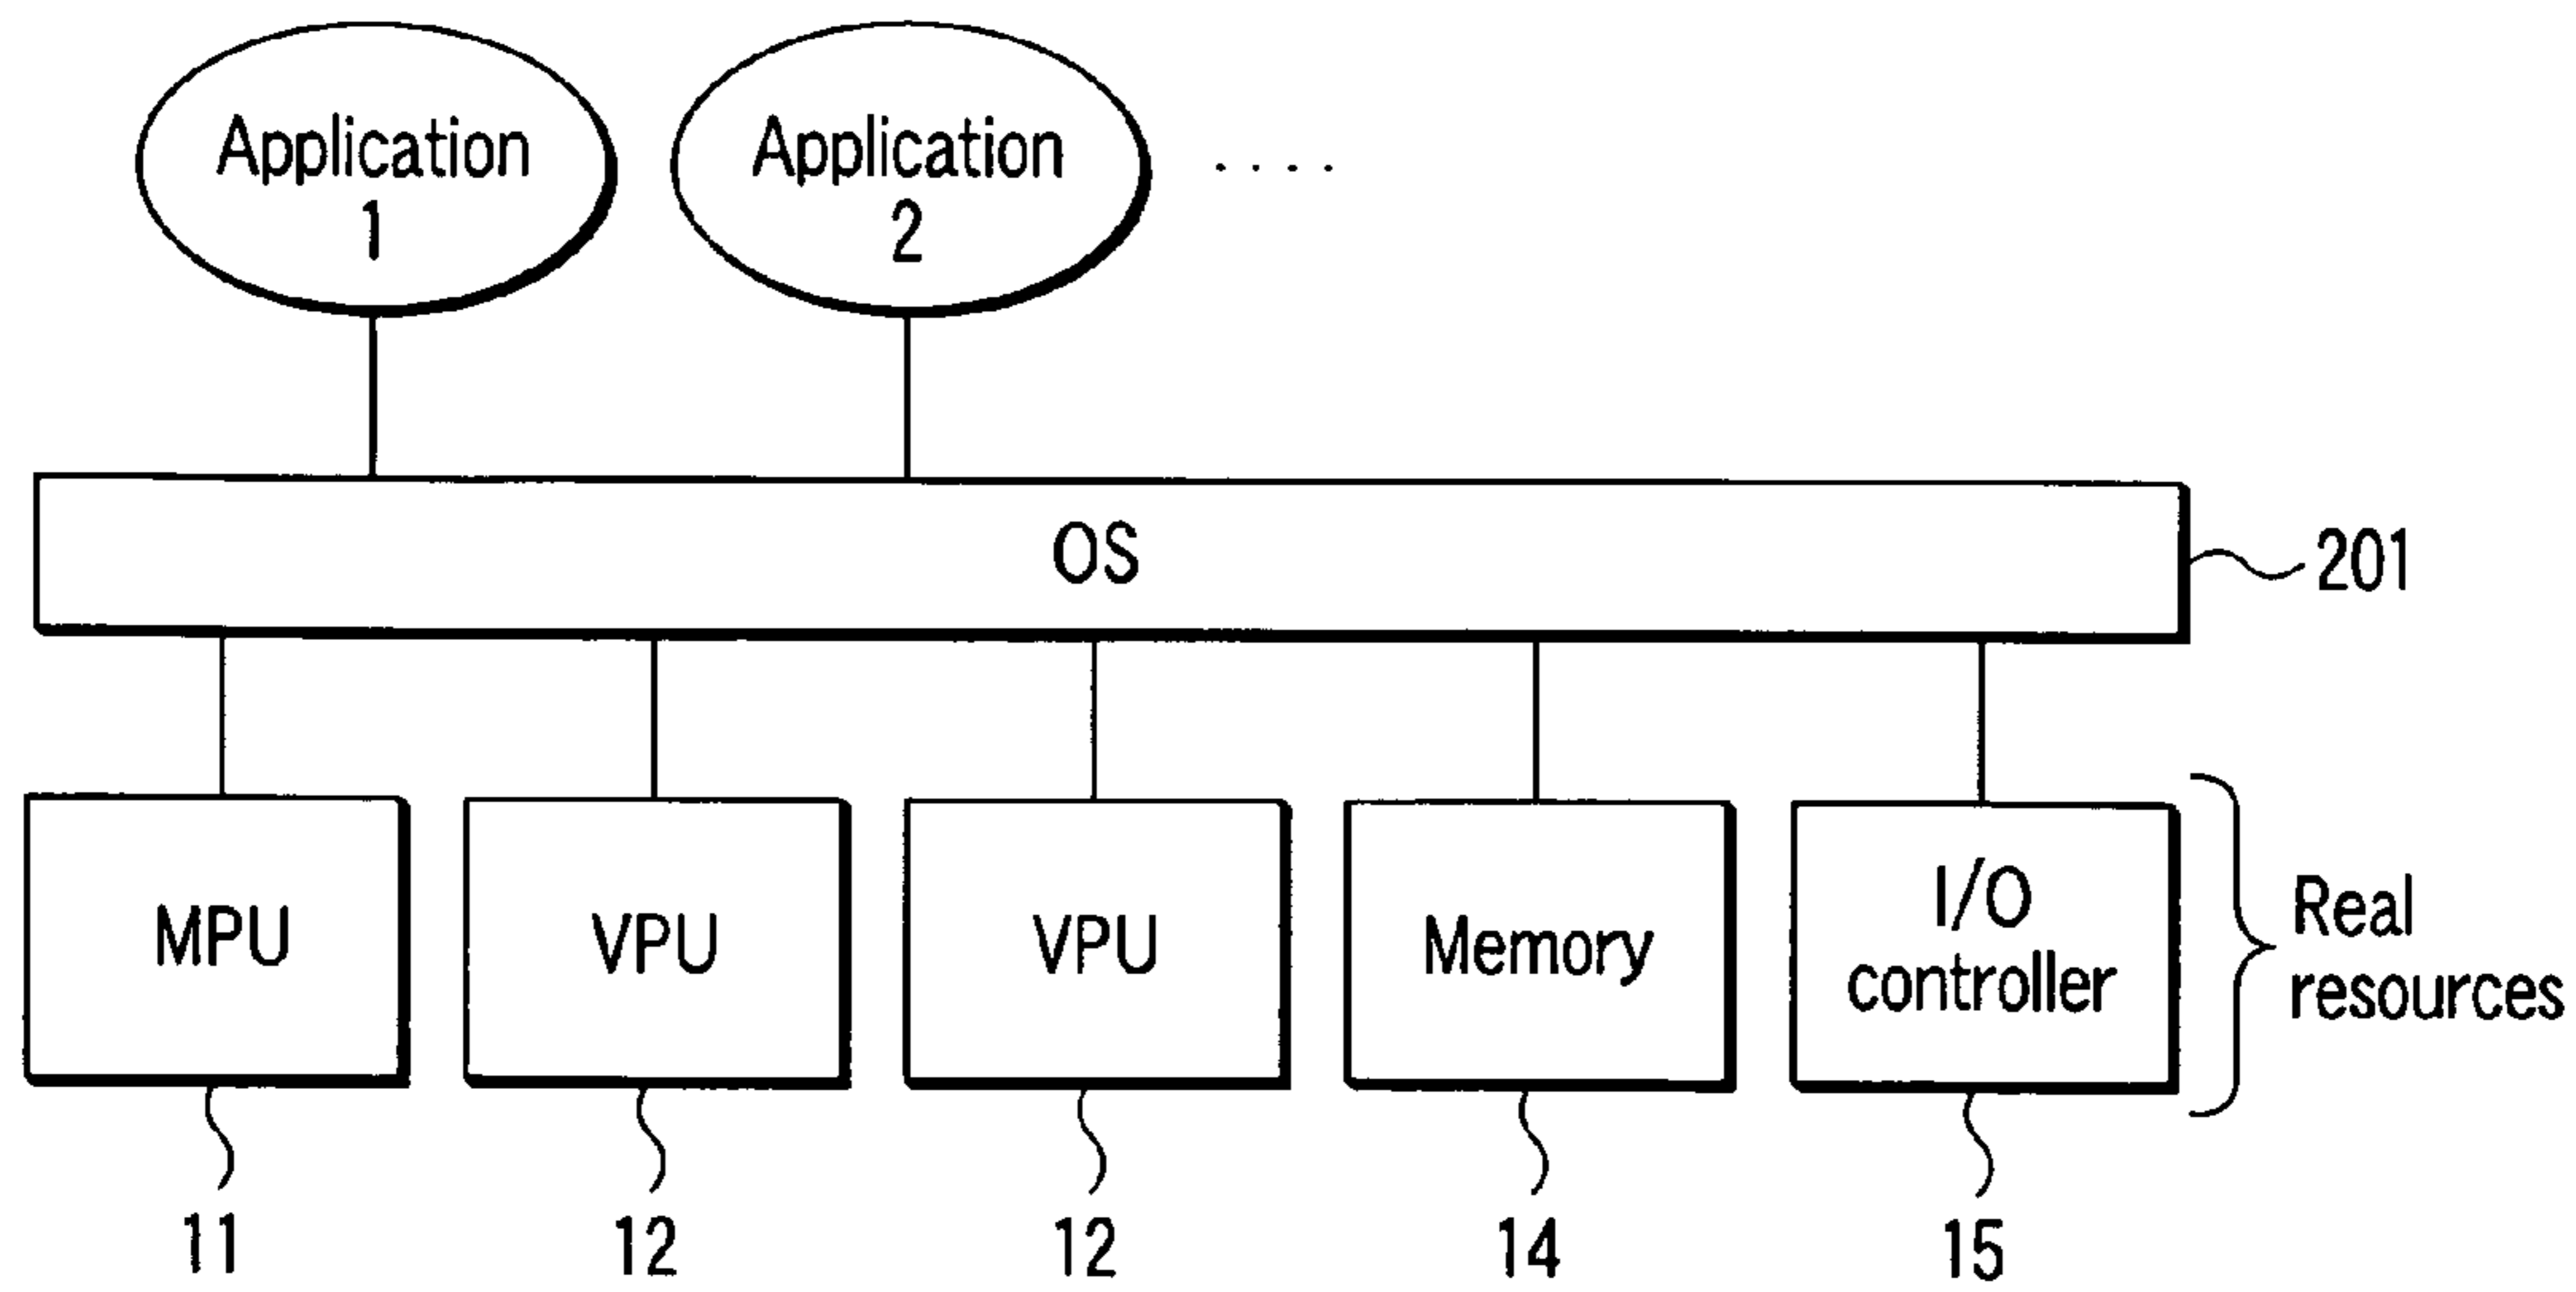 Application
1
Application
2
....
OS
201
MPU
VPU
VPU
Memory
I/O
controller
Real
resources
11
12
12
14
15